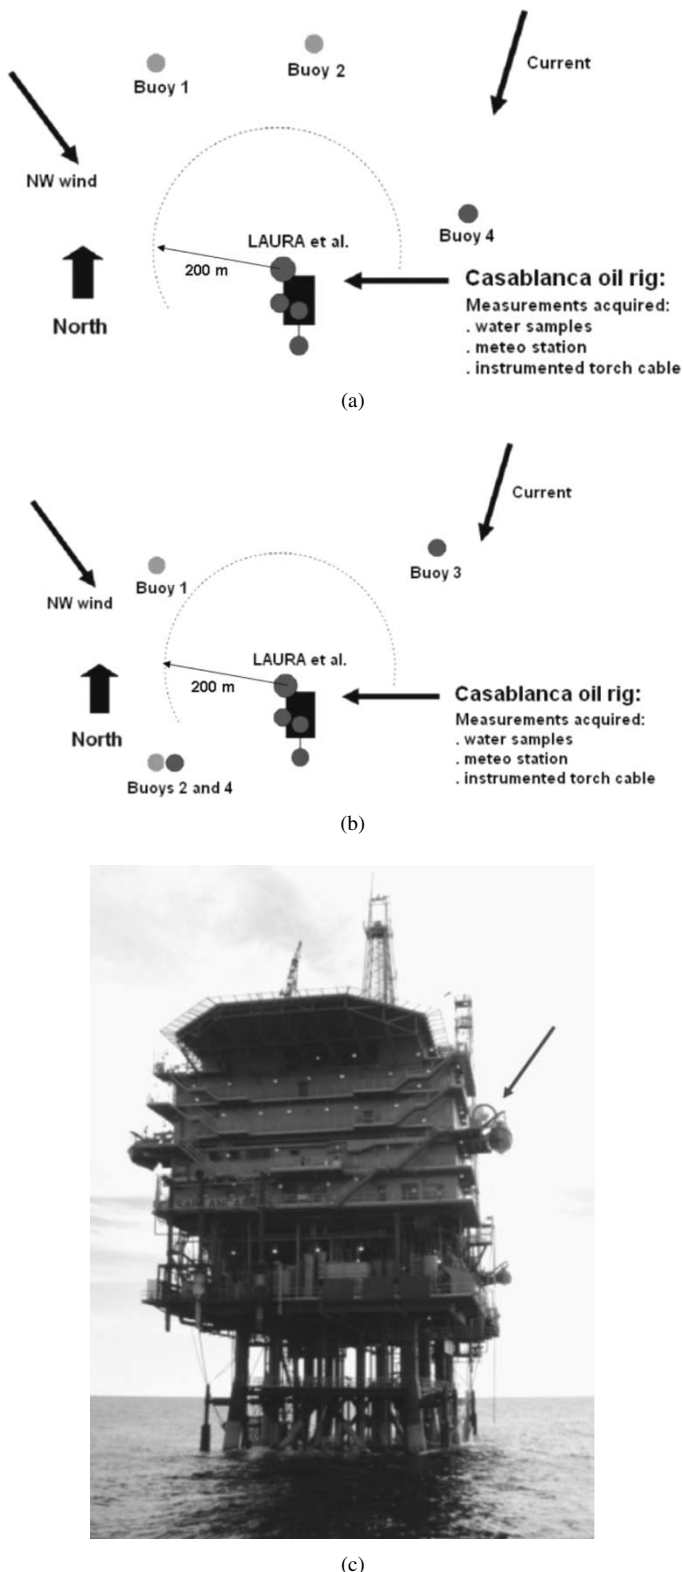 Current
Buoy 1
Buoy 2
NW wind
Buoy 4
LAURA et al.
200 m
North
Casablanca oil rig:
Measurements acquired:
. water samples
. meteo station
. instrumented torch cable
(a)
Current
Buoy 3
Buoy 1
NW wind
LAURA et al.
200 m
North
Casablanca oil rig:
Measurements acquired:
. water samples
. meteo station
. instrumented torch cable
Buoys 2 and 4
(b)
(c)